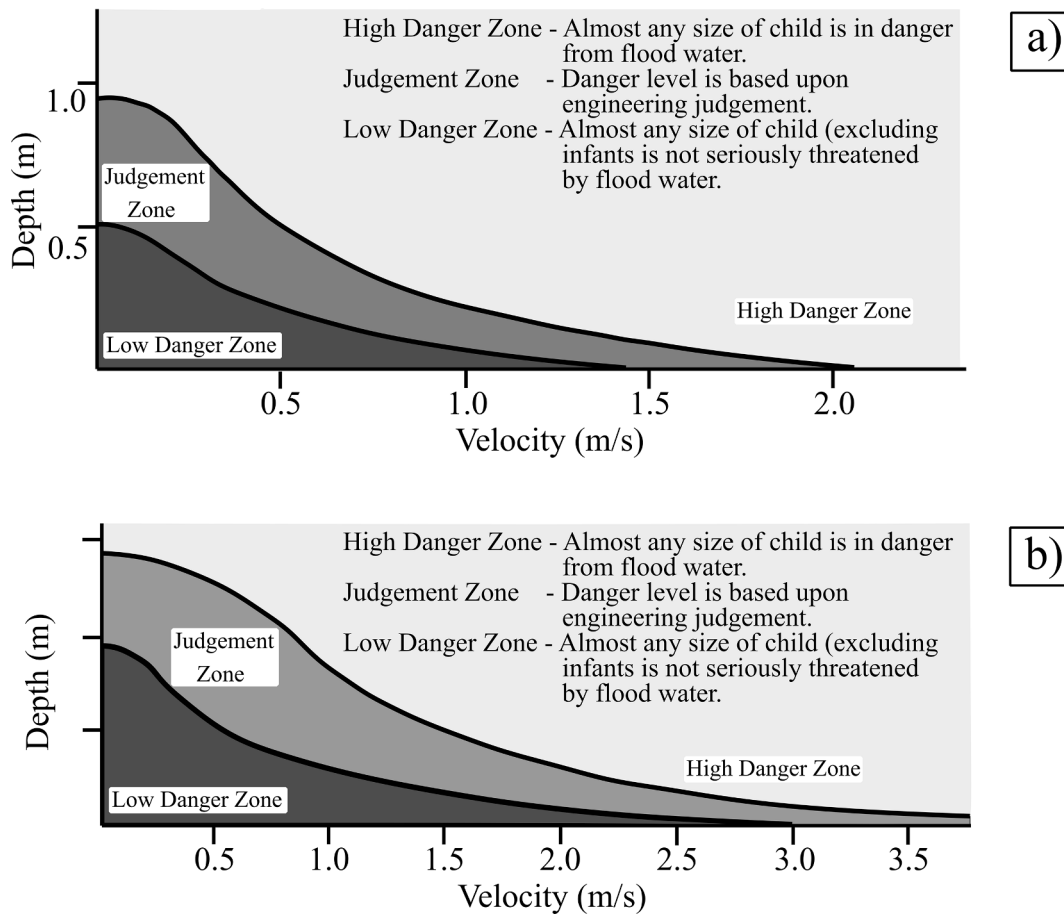 High Danger Zone - Almost any size of child is in danger
from flood water.
Judgement Zone - Danger level is based upon
engineering judgement.
Low Danger Zone - Almost any size of child (excluding
infants is not seriously threatened
by flood water.
a)
1.0
0.5
Depth (m)
Judgement
Zone
Low Danger Zone
High Danger Zone
0.5 1.0 1.5 2.0
Velocity (m/s)
High Danger Zone - Almost any size of child is in danger
from flood water.
Judgement Zone - Danger level is based upon
engineering judgement.
Low Danger Zone - Almost any size of child (excluding
infants is not seriously threatened
by flood water.
b)
Depth (m)
Judgement
Zone
High Danger Zone
Low Danger Zone
0.5 1.0 1.5 2.0 2.5 3.0 3.5
Velocity (m/s)